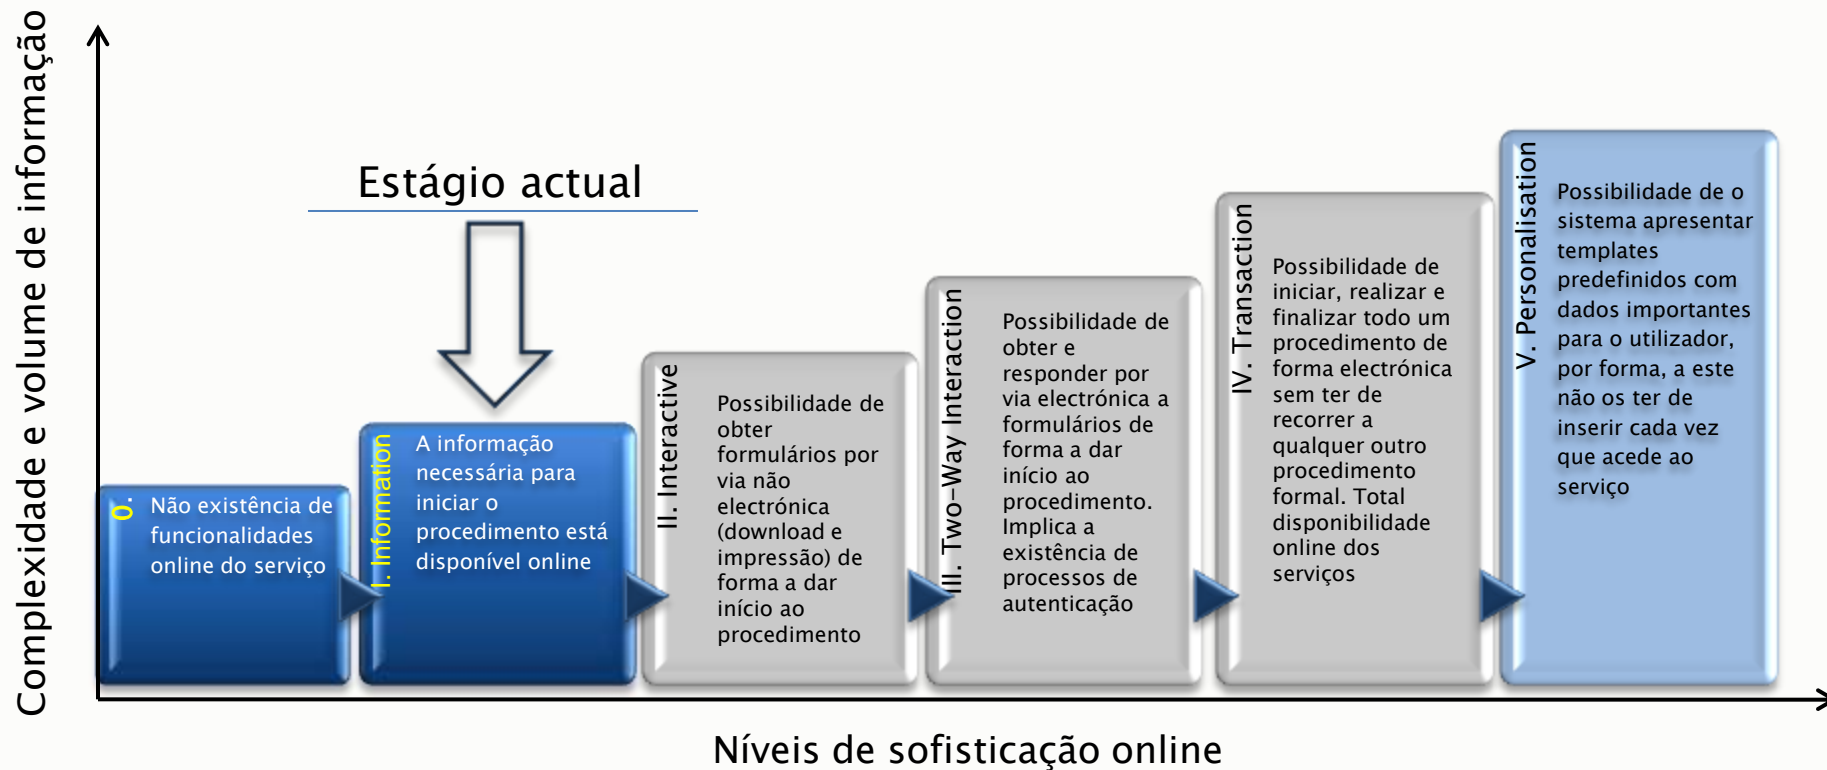 Complexidade e volume de informação
Estágio actual
0.
Não existência de
funcionalidades
online do serviço
I. Information
A informação
necessária para
iniciar o
procedimento está
disponível online
II. Interactive
Possibilidade de
obter
formulários por
via não
electrónica
(download e
impressão) de
forma a dar
início ao
procedimento
III. Two-Way Interaction
Possibilidade de
obter e
responder por
via electrónica a
formulários de
forma a dar
início ao
procedimento.
Implica a
existência de
processos de
autenticação
IV. Transaction
Possibilidade de
iniciar, realizar e
finalizar todo um
procedimento de
forma electrónica
sem ter de
recorrer a
qualquer outro
procedimento
formal. Total
disponibilidade
online dos
serviços
V. Personalisation
Possibilidade de o
sistema apresentar
templates
predefinidos com
dados importantes
para o utilizador,
por forma, a este
não os ter de
inserir cada vez
que acede ao
serviço
Níveis de sofisticação online